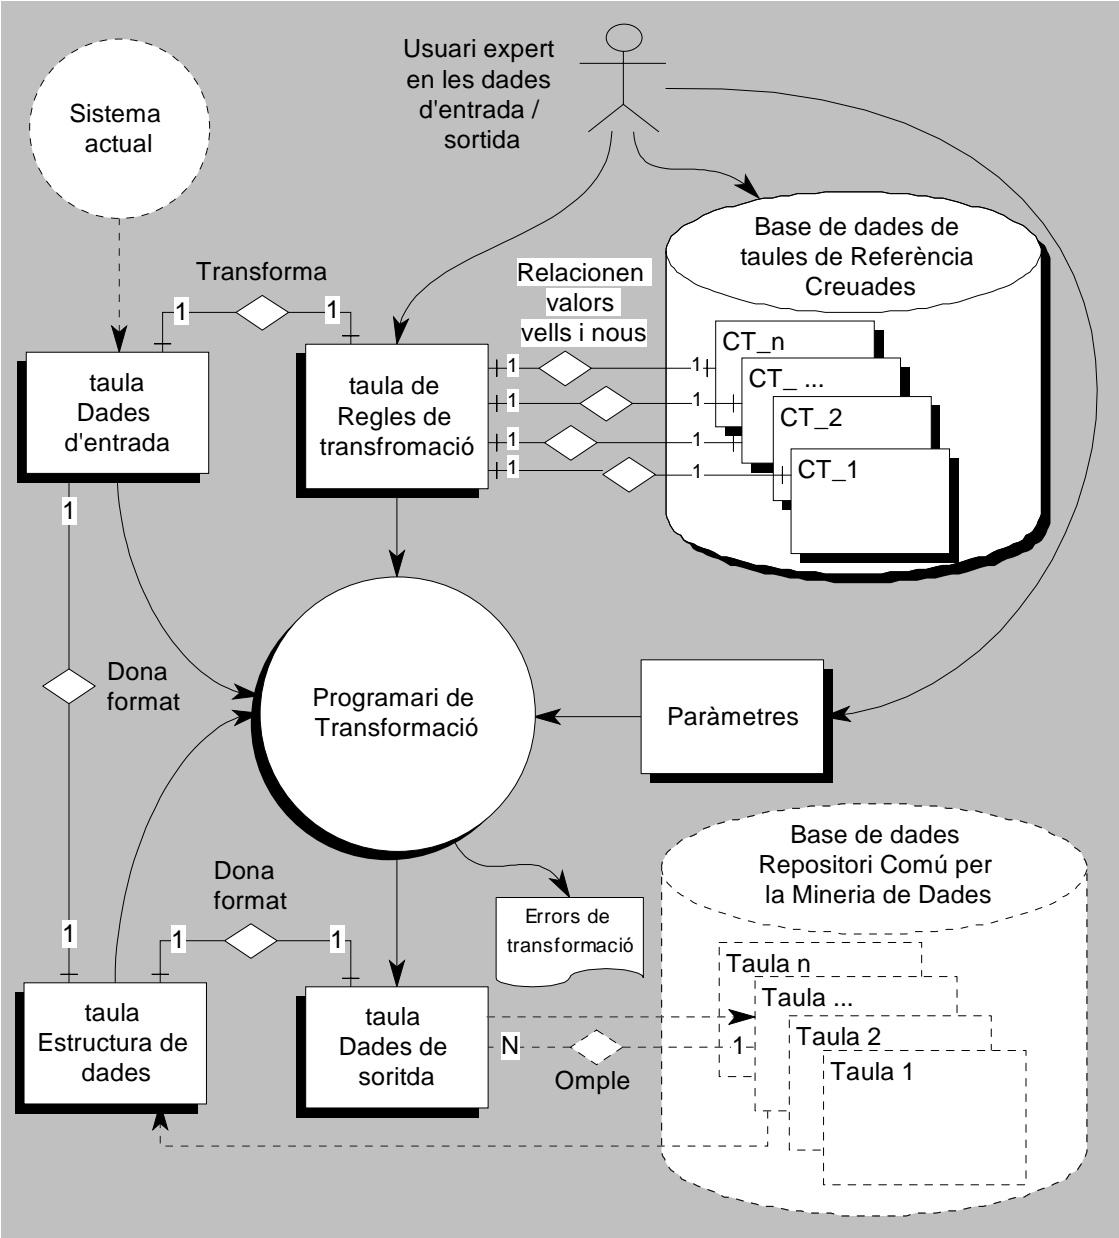 Sistema
actual
Usuari expert
en les dades
d'entrada /
sortida
Base de dades de
taules de Referència
Creuades
Transforma
1
1
Relacionen
valors
vells i nous
CT_n
CT_ ...
CT_2
CT_1
1
1
1
1
1
1
1
1
taula
Dades
d'entrada
taula de
Regles de
transfromació
1
Dona
format
Programari de
Transformació
Paràmetres
Base de dades
Repositori Comú per
la Mineria de Dades
Dona
format
Errors de
transformació
1
1
1
Taula n
Taula ...
Taula 2
Taula 1
taula
Estructura de
dades
taula
Dades de
soritda
N
1
Omple